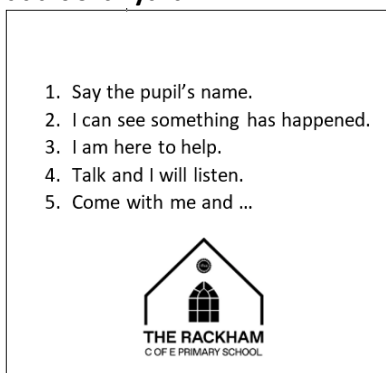 1. Say the pupil’s name.
2. I can see something has happened.
3. I am here to help.
4. Talk and I will listen.
5. Come with me and …
THE RACKHAM
C OF E PRIMARY SCHOOL